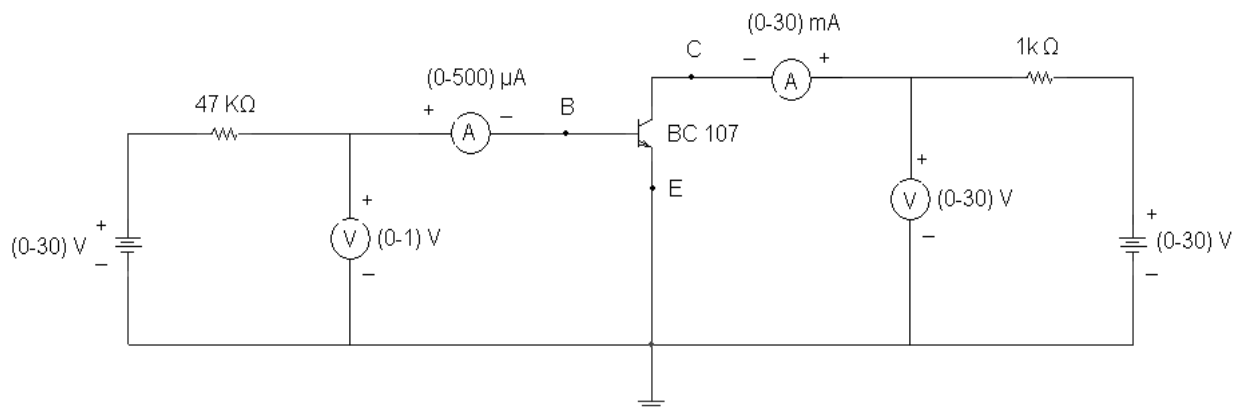 (0-30) mA
C
– +
A
1k Ω
(0-500) µA
47 KΩ
+ –
A
B
BC 107
E
+
V
–
(0-1) V
+
–
(0-30) V
+
V
–
(0-30) V
+
–
(0-30) V